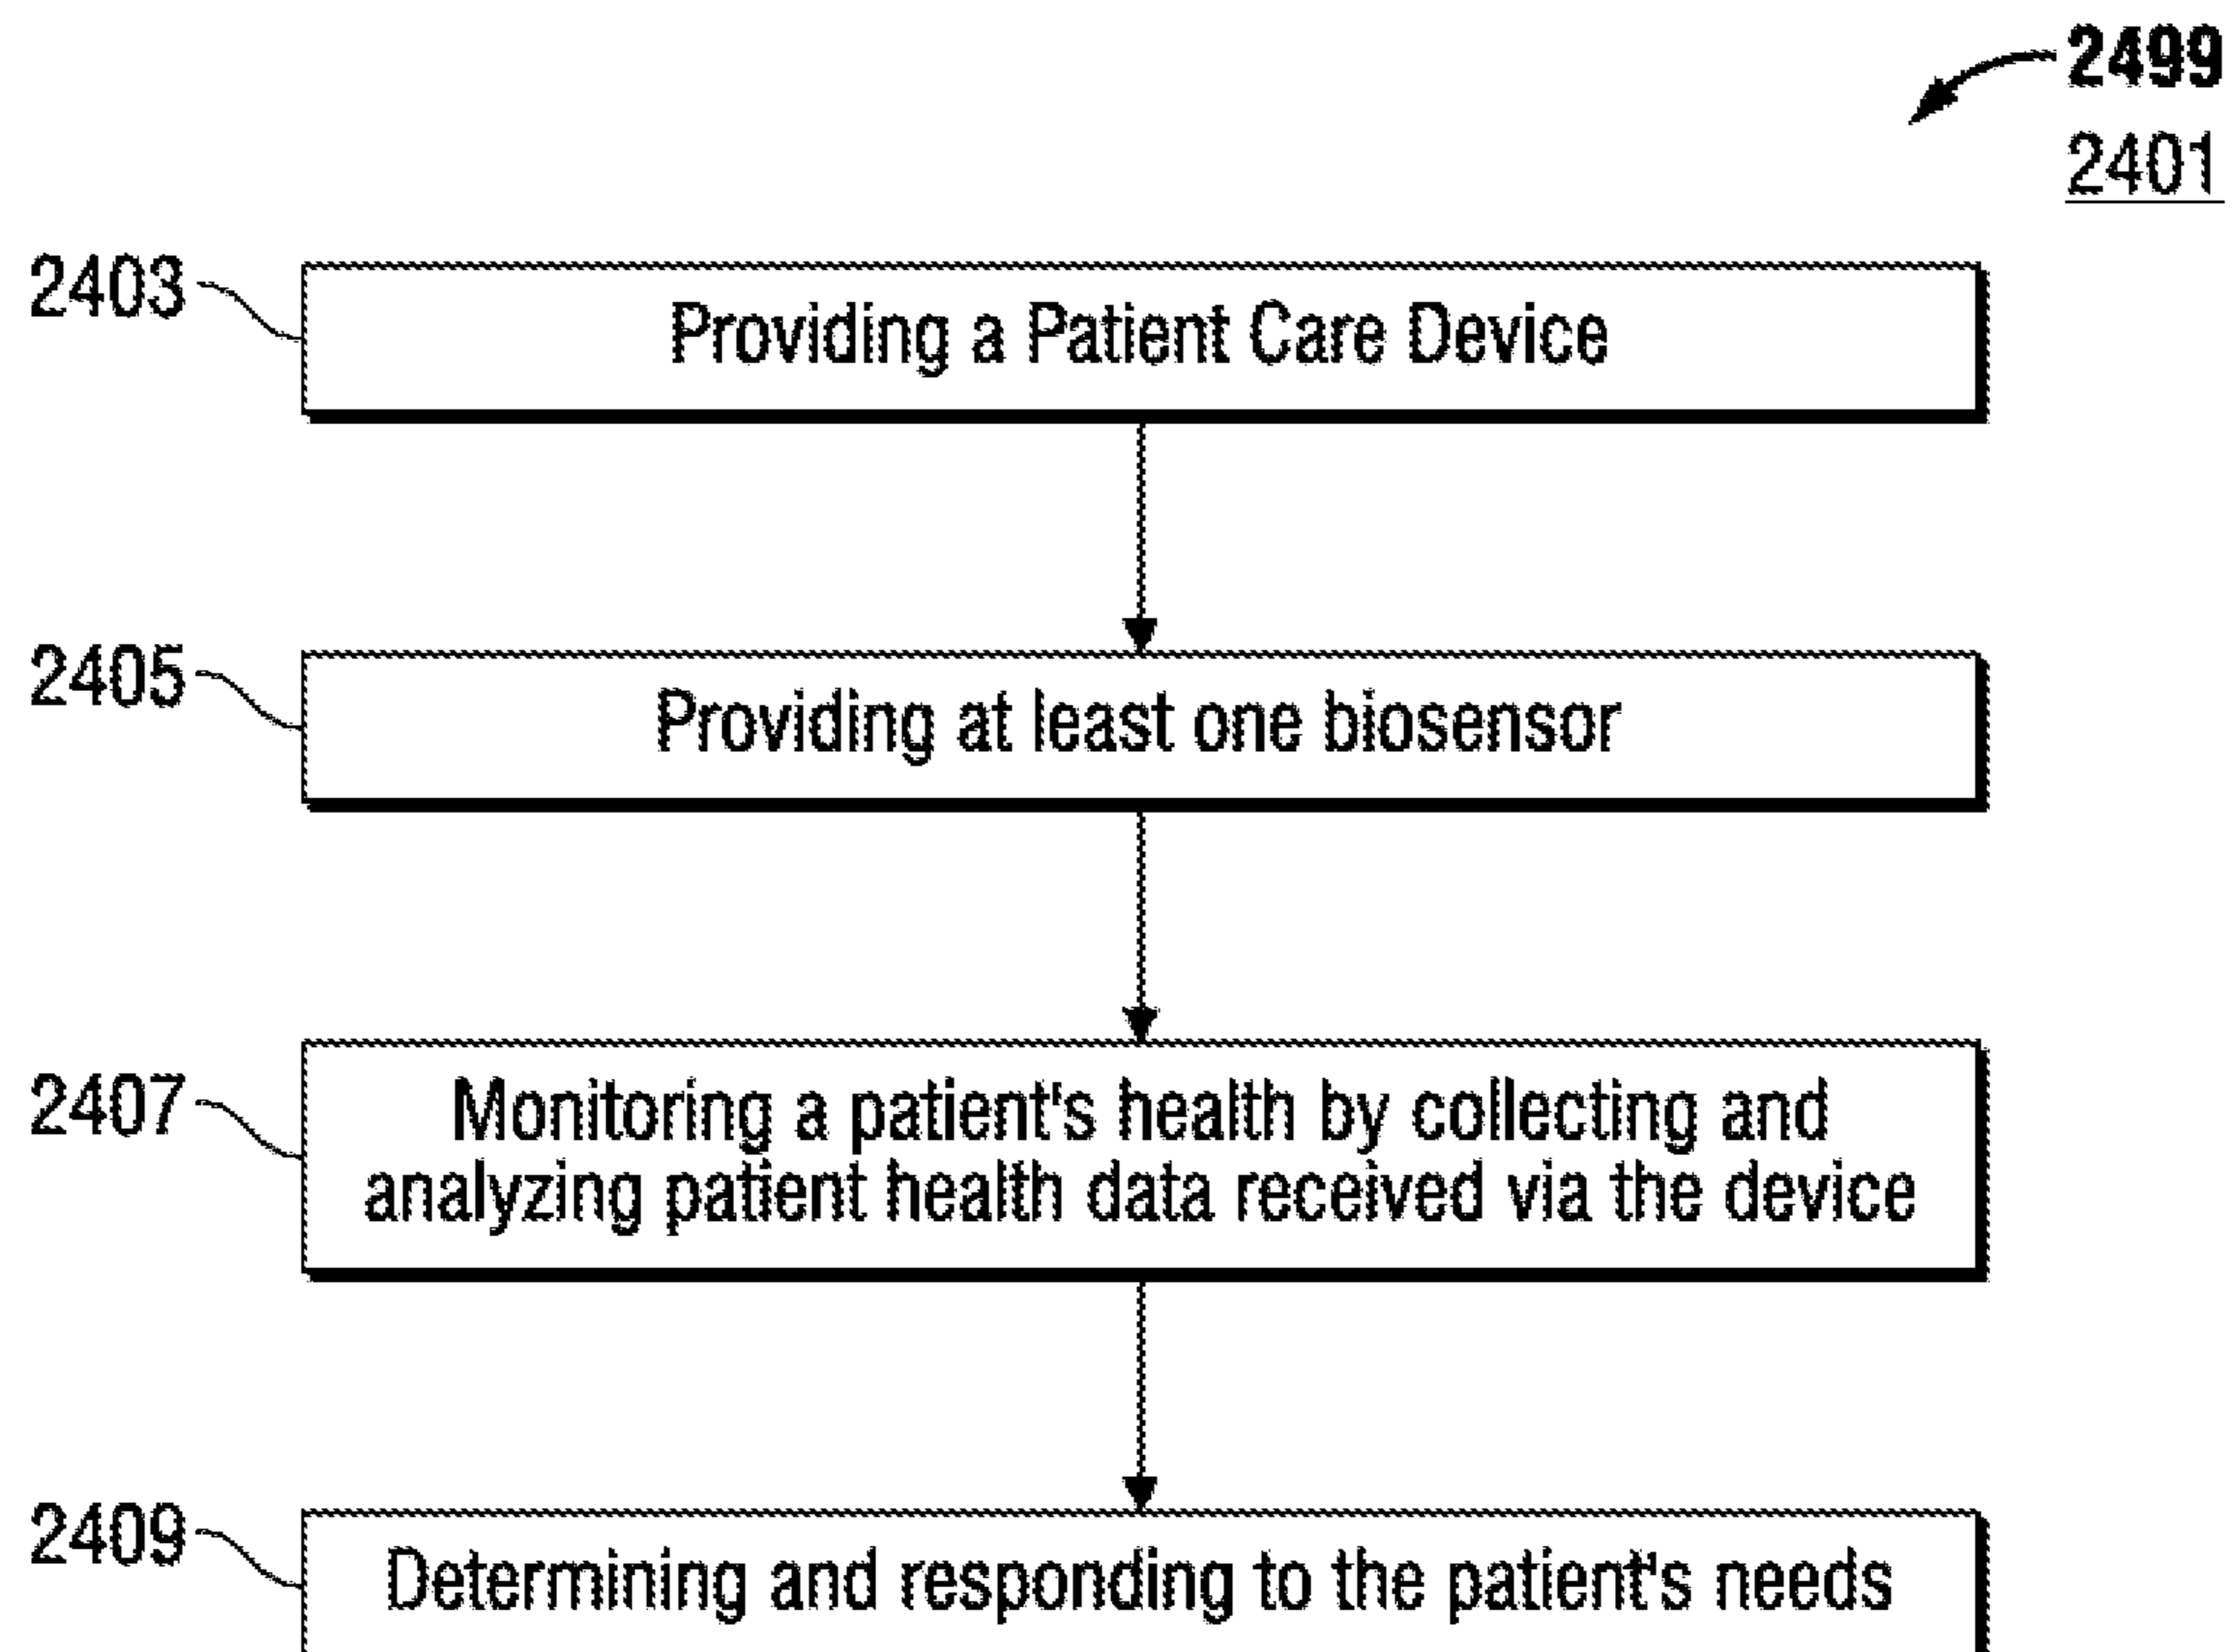 2499
2401
2403
Providing a Patient Care Device
2405
Providing at least one biosensor
2407
Monitoring a patient's health by collecting and
analyzing patient health data received via the device
2409
Determining and responding to the patient's needs